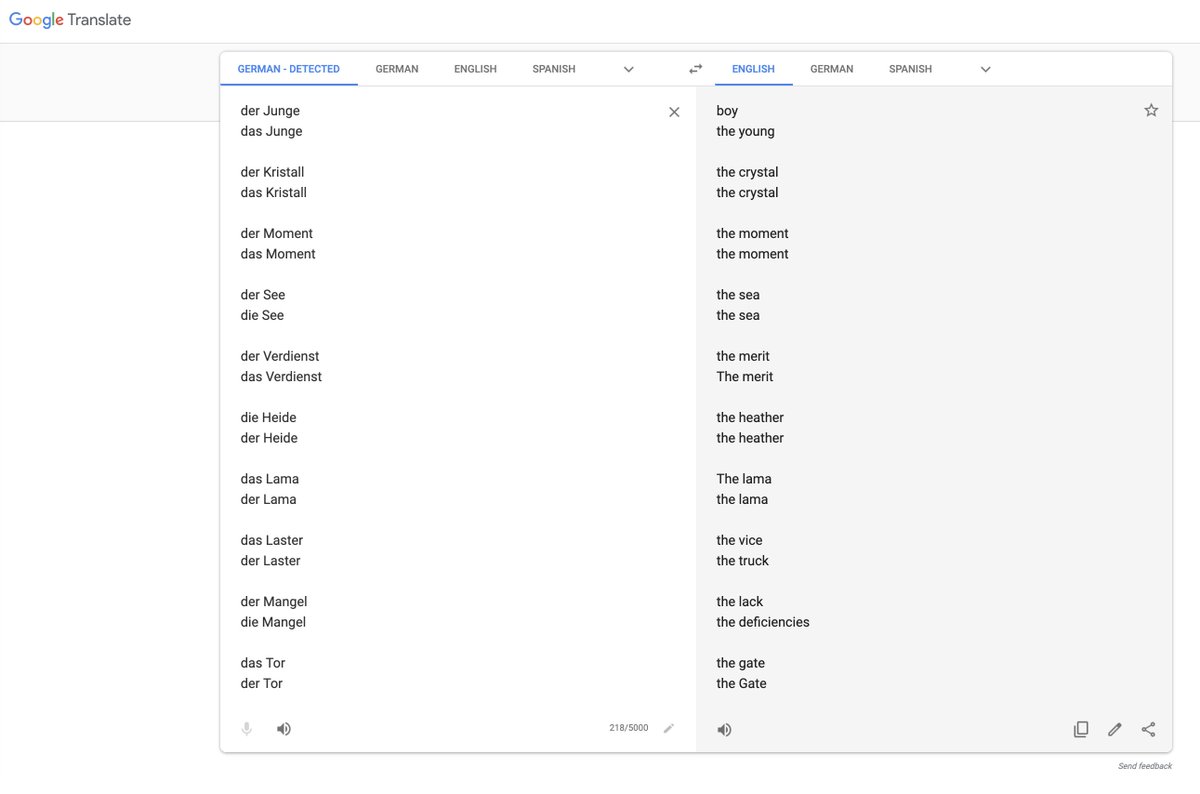 Google Translate
GERMAN - DETECTED GERMAN ENGLISH SPANISH
ENGLISH GERMAN SPANISH
der Junge
das Junge
der Kristall
das Kristall
der Moment
das Moment
der See
die See
der Verdienst
das Verdienst
die Heide
der Heide
das Lama
der Lama
das Laster
der Laster
der Mangel
die Mangel
das Tor
der Tor
218/5000
boy
the young
the crystal
the crystal
the moment
the moment
the sea
the sea
the merit
The merit
the heather
the heather
The lama
the lama
the vice
the truck
the lack
the deficiencies
the gate
the Gate
Send feedback